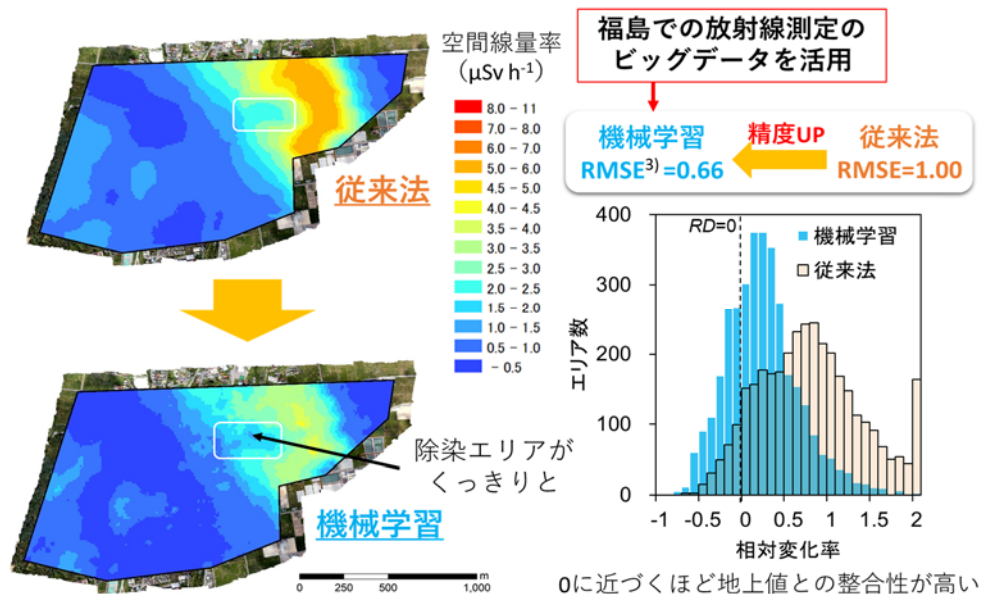 空間線量率
（μSv h-1）
8.0 – 11
7.0 – 8.0
6.0 – 7.0
5.0 – 6.0
4.5 – 5.0
4.0 – 4.5
3.5 – 4.0
3.0 – 3.5
2.5 – 3.0
2.0 – 2.5
1.5 – 2.0
1.0 – 1.5
0.5 – 1.0
– 0.5
従来法
除染エリアが
くっきりと
機械学習
0 250 500 1,000 m
福島での放射線測定の
ビッグデータを活用
機械学習 精度UP 従来法
RMSE3)=0.66 RMSE=1.00
RD=0
機械学習
従来法
エリア数
400
300
200
100
0
-1 -0.5 0 0.5 1 1.5 2
相対変化率
0に近づくほど地上値との整合性が高い